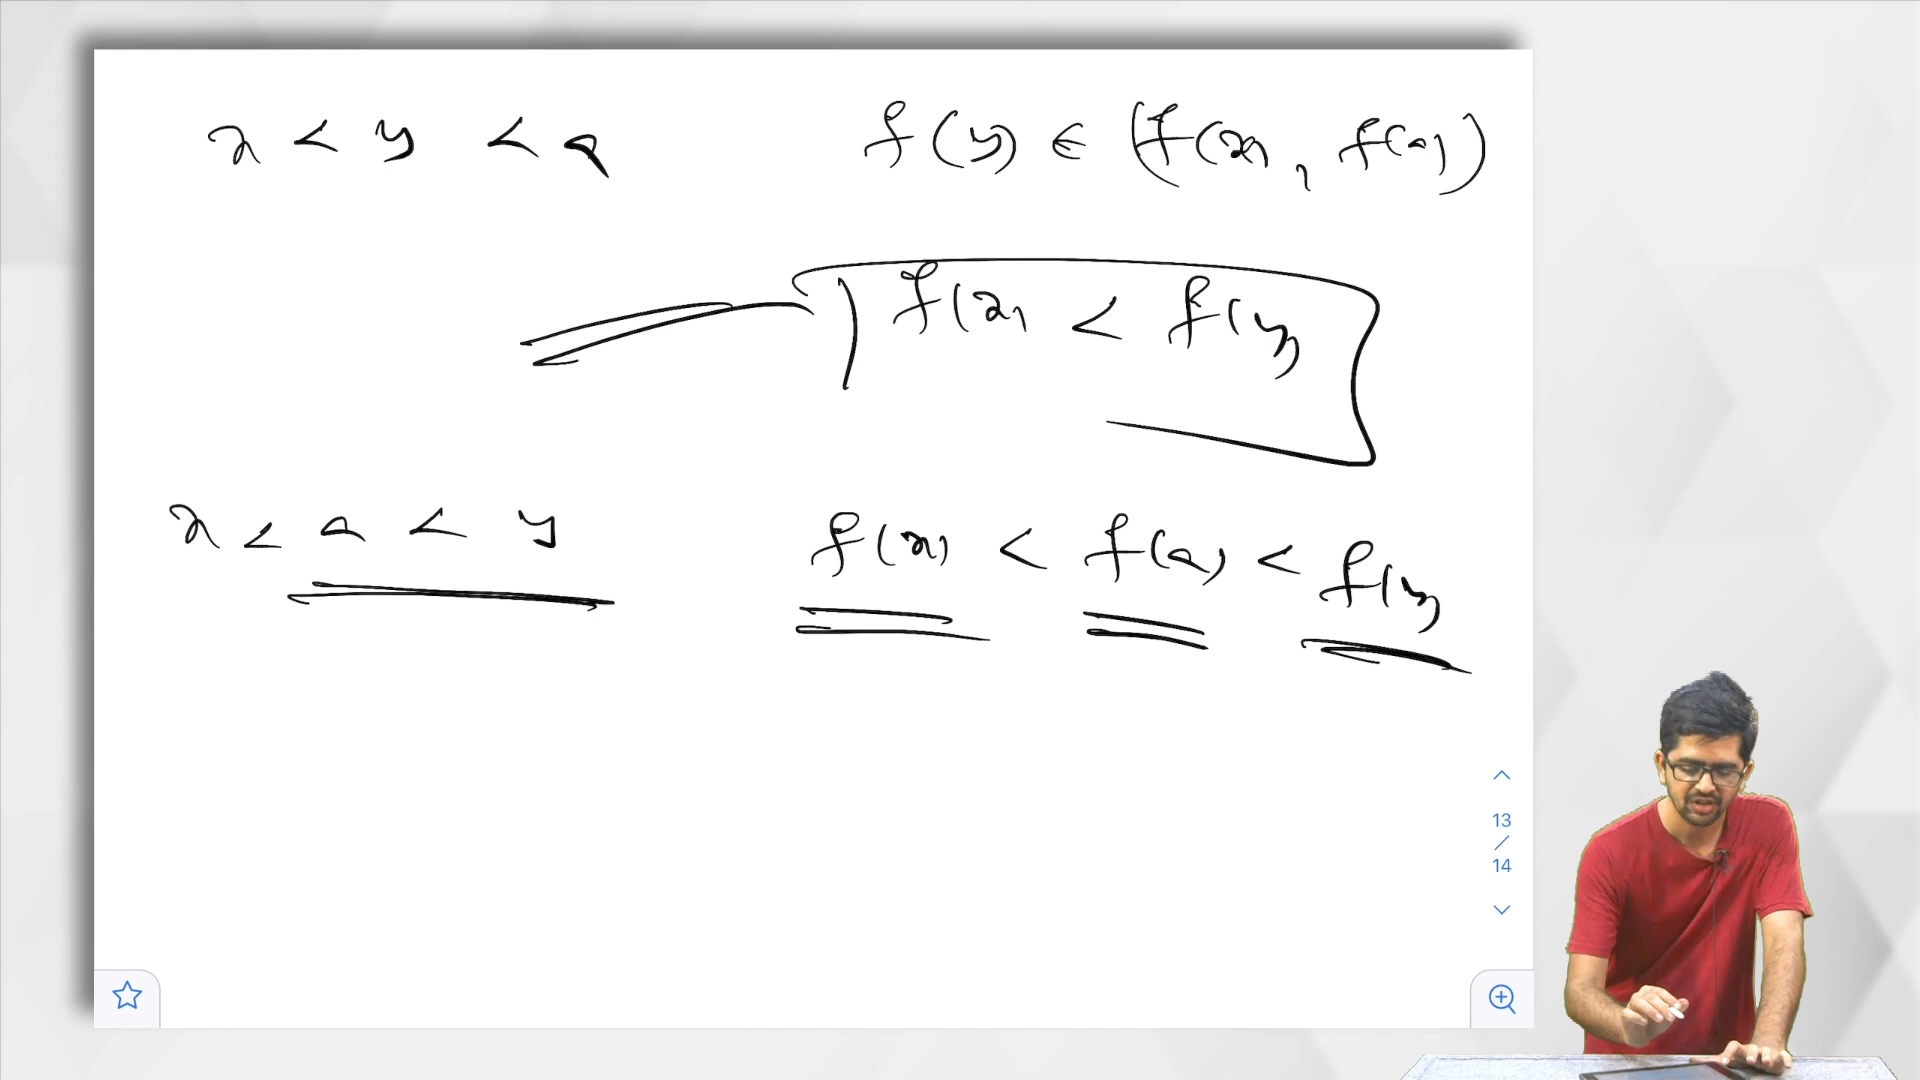 x < y < a f(y) ∈ (f(x), f(a))
f(x) < f(y)
x < a < y f(x) < f(a) < f(y)
13
/
14